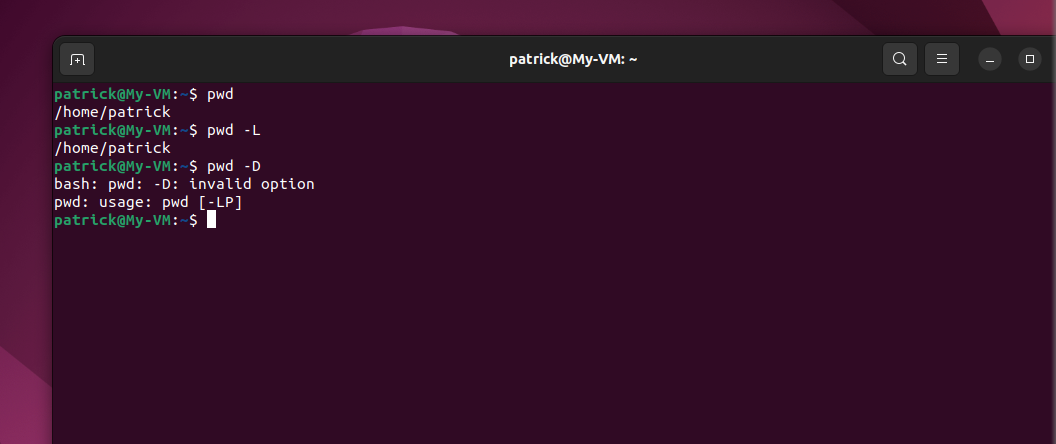 patrick@My-VM: ~
patrick@My-VM:~$ pwd
/home/patrick
patrick@My-VM:~$ pwd -L
/home/patrick
patrick@My-VM:~$ pwd -D
bash: pwd: -D: invalid option
pwd: usage: pwd [-LP]
patrick@My-VM:~$